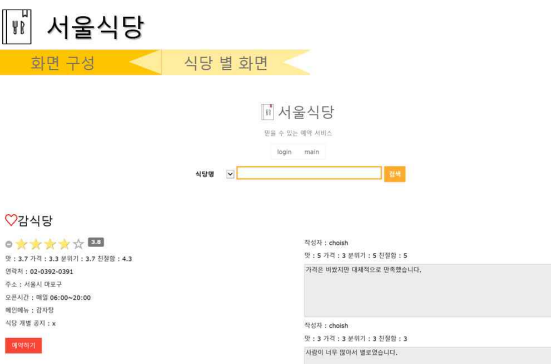 서울식당
화면 구성
식당 별 화면
서울식당
믿을 수 있는 예약 서비스
login main
식당명
검색
감식당
3.8
맛 : 3.7 가격 : 3.3 분위기 : 3.7 친절함 : 4.3
연락처 : 02-0392-0391
주소 : 서울시 마포구
오픈시간 : 매일 06:00~20:00
메인메뉴 : 감자탕
식당 개별 공지 : x
예약하기
작성자 : choish
맛 : 5 가격 : 3 분위기 : 5 친절함 : 5
가격은 비쌌지만 대체적으로 만족했습니다.
작성자 : choish
맛 : 3 가격 : 3 분위기 : 3 친절함 : 3
사람이 너무 많아서 별로였습니다.